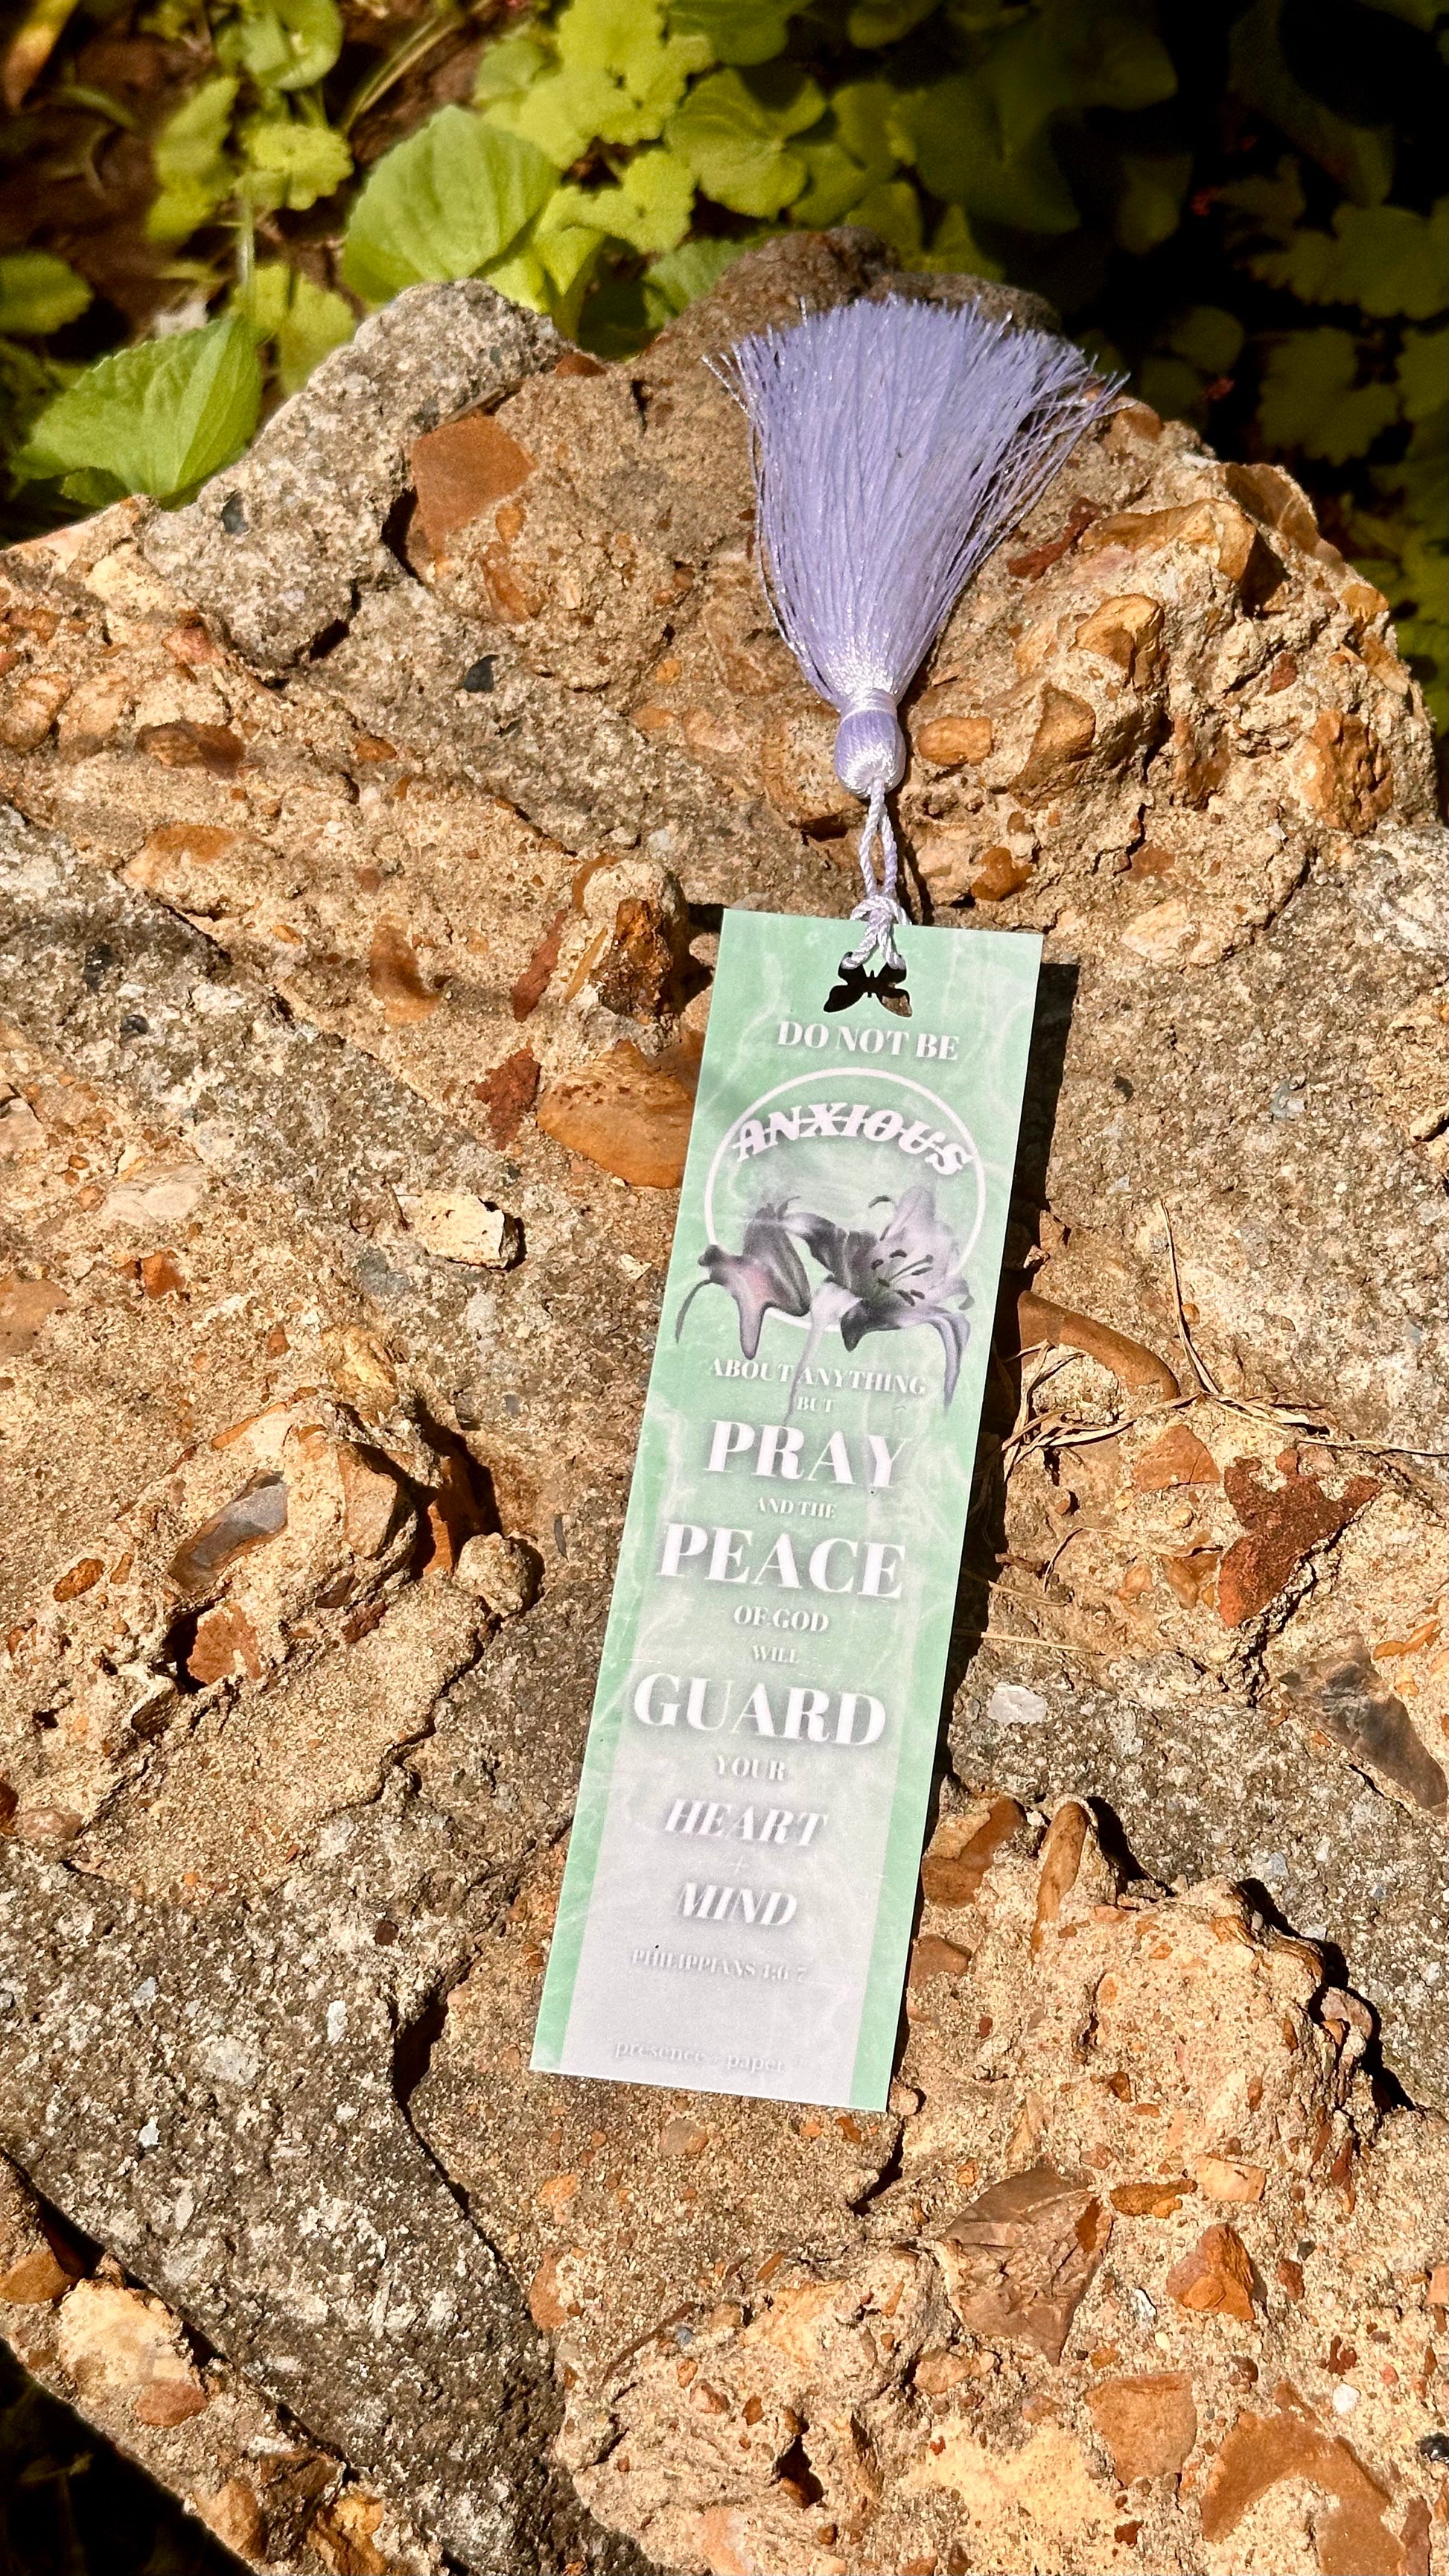 DO NOT BE
ANXIOUS
ABOUT ANYTHING
BUT
PRAY
AND THE
PEACE
OF GOD
WILL
GUARD
YOUR
HEART
+
MIND
PHILIPPIANS 4:6-7
presence + paper